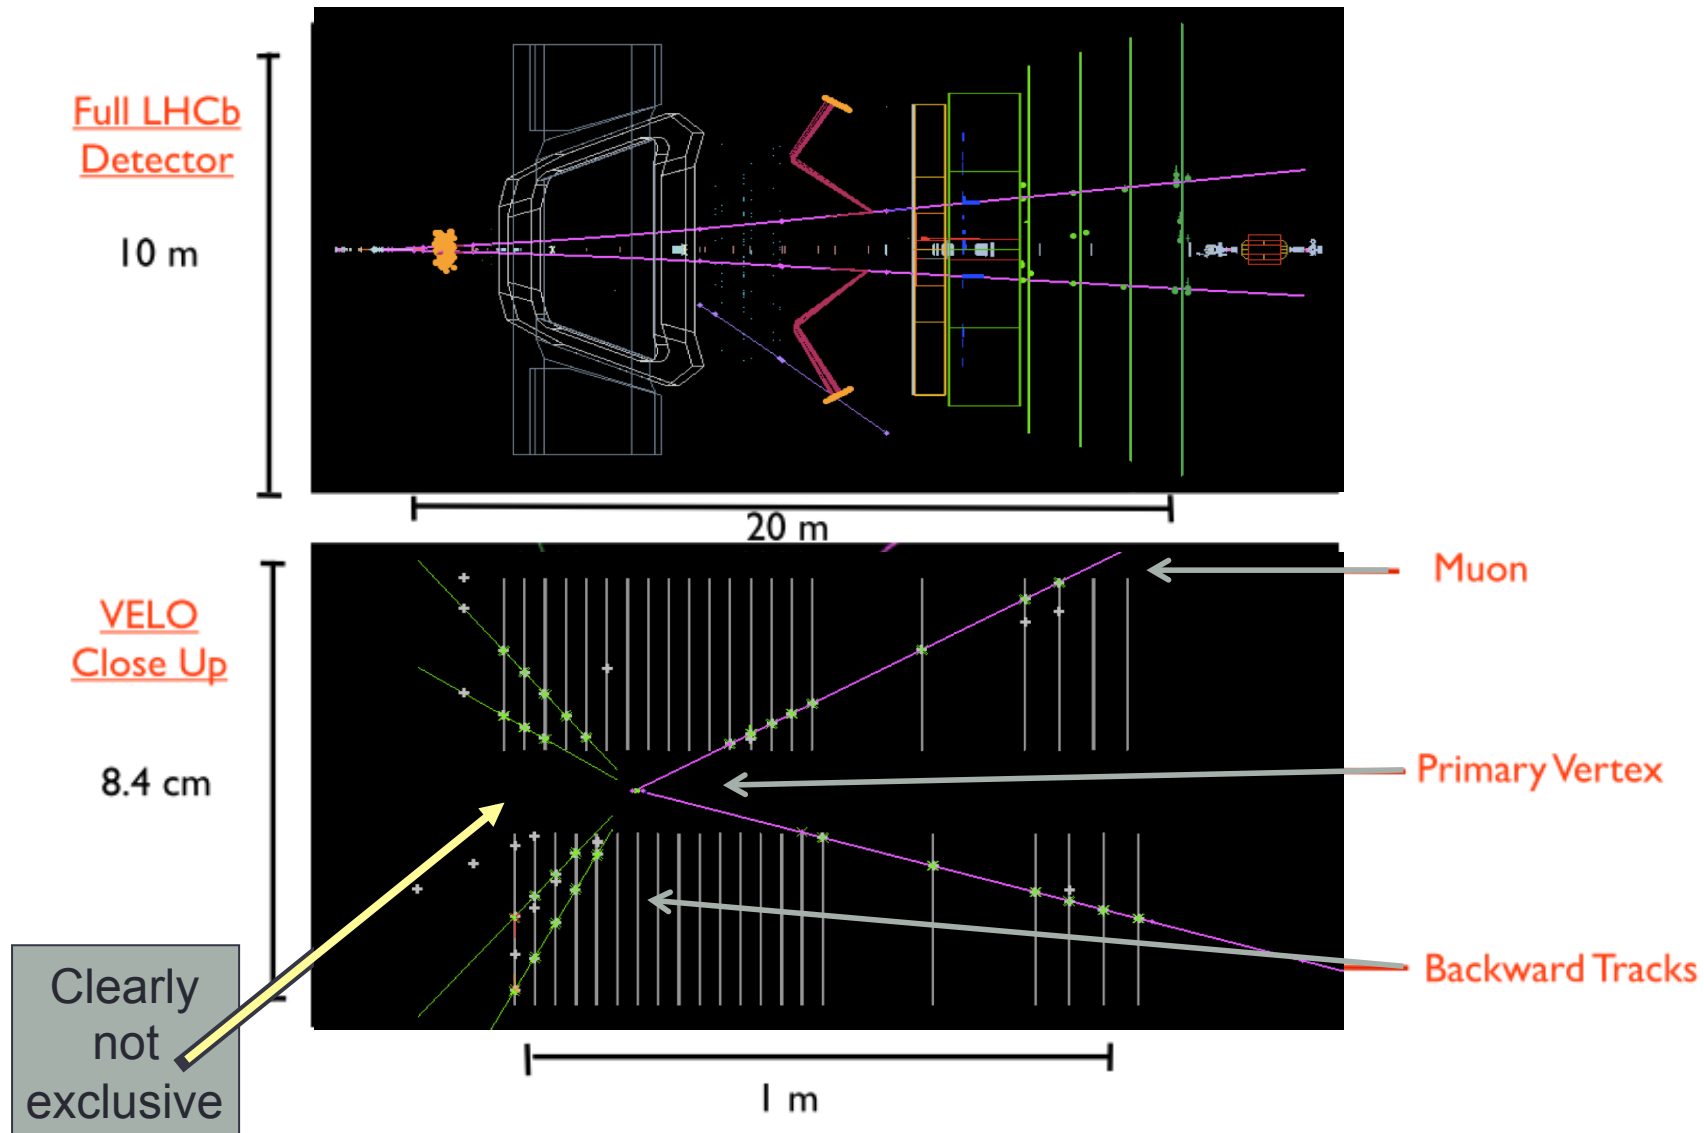 Full LHCb
Detector
10 m
20 m
VELO
Close Up
8.4 cm
Muon
Primary Vertex
Backward Tracks
Clearly
not
exclusive
1 m